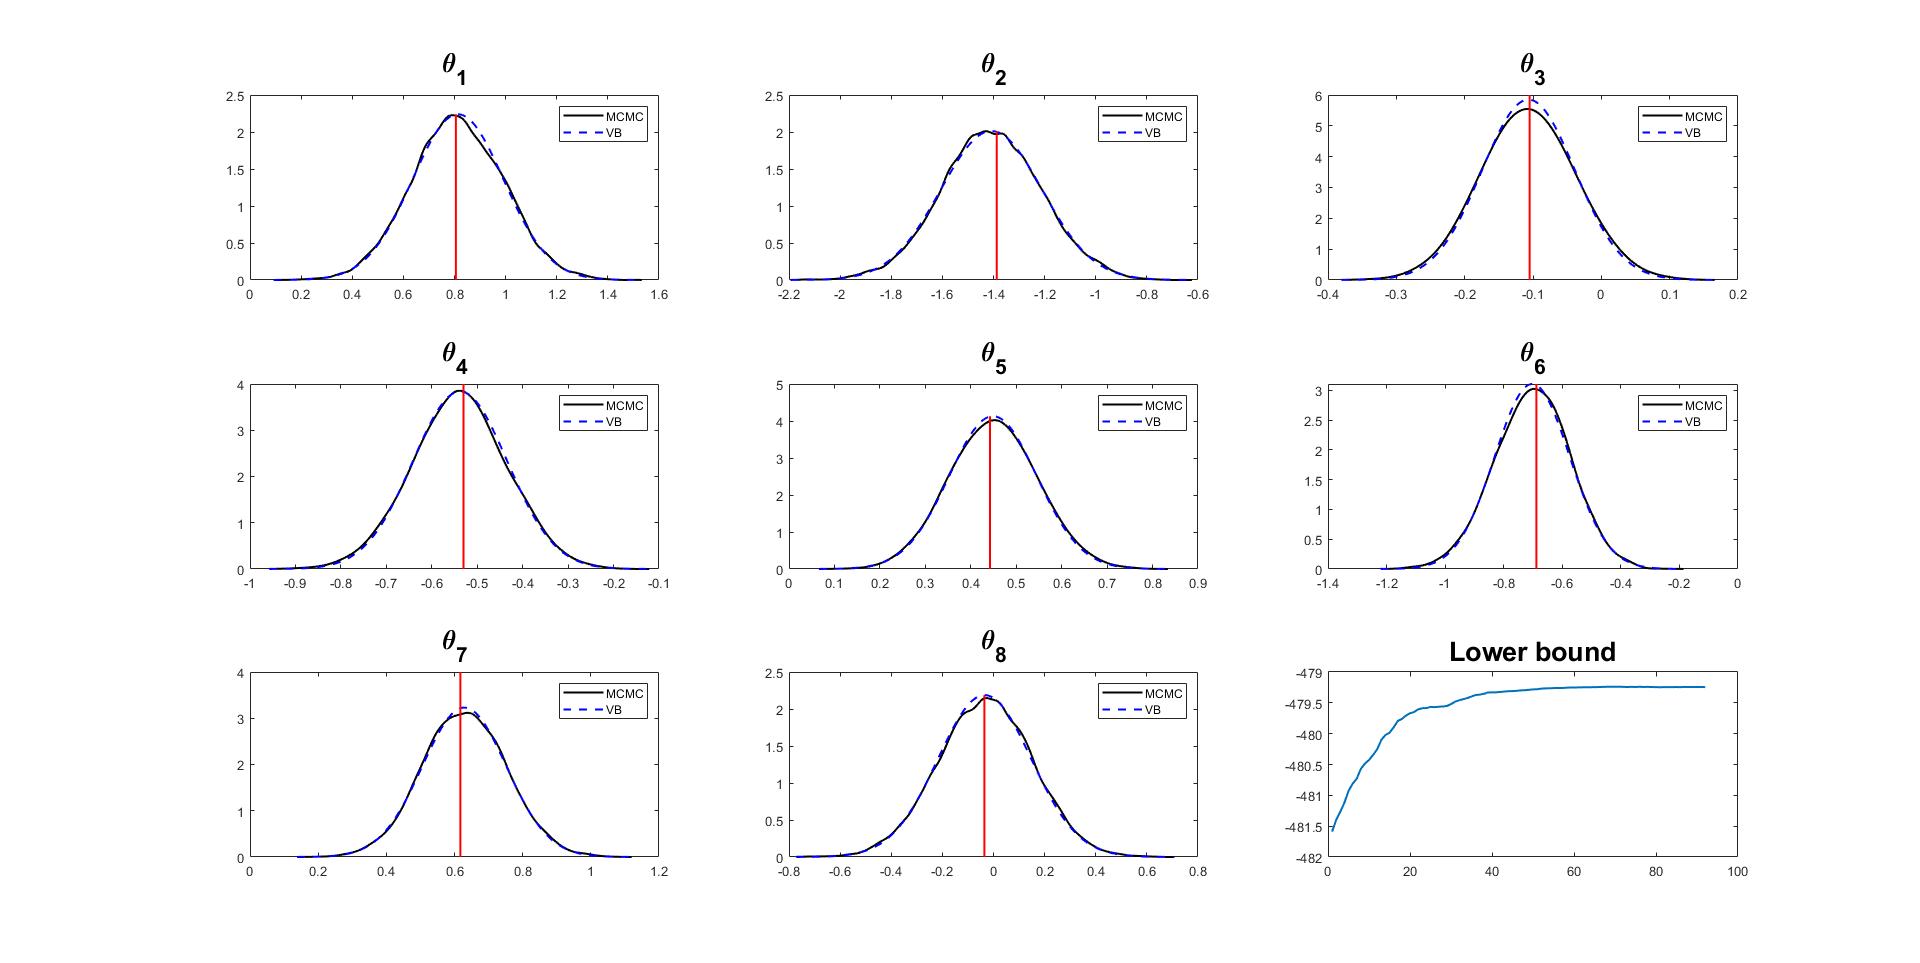 θ1
2.5
2
1.5
1
0.5
0
0 0.2 0.4 0.6 0.8 1 1.2 1.4 1.6
MCMC
VB
θ2
2.5
2
1.5
1
0.5
0
-2.2 -2 -1.8 -1.6 -1.4 -1.2 -1 -0.8 -0.6
MCMC
VB
θ3
6
5
4
3
2
1
0
-0.4 -0.3 -0.2 -0.1 0 0.1 0.2
MCMC
VB
θ4
4
3
2
1
0
-1 -0.9 -0.8 -0.7 -0.6 -0.5 -0.4 -0.3 -0.2 -0.1
MCMC
VB
θ5
5
4
3
2
1
0
0 0.1 0.2 0.3 0.4 0.5 0.6 0.7 0.8 0.9
MCMC
VB
θ6
3
2.5
2
1.5
1
0.5
0
-1.4 -1.2 -1 -0.8 -0.6 -0.4 -0.2 0
MCMC
VB
θ7
4
3
2
1
0
0 0.2 0.4 0.6 0.8 1 1.2
MCMC
VB
θ8
2.5
2
1.5
1
0.5
0
-0.8 -0.6 -0.4 -0.2 0 0.2 0.4 0.6 0.8
MCMC
VB
Lower bound
-479
-479.5
-480
-480.5
-481
-481.5
-482
0 20 40 60 80 100